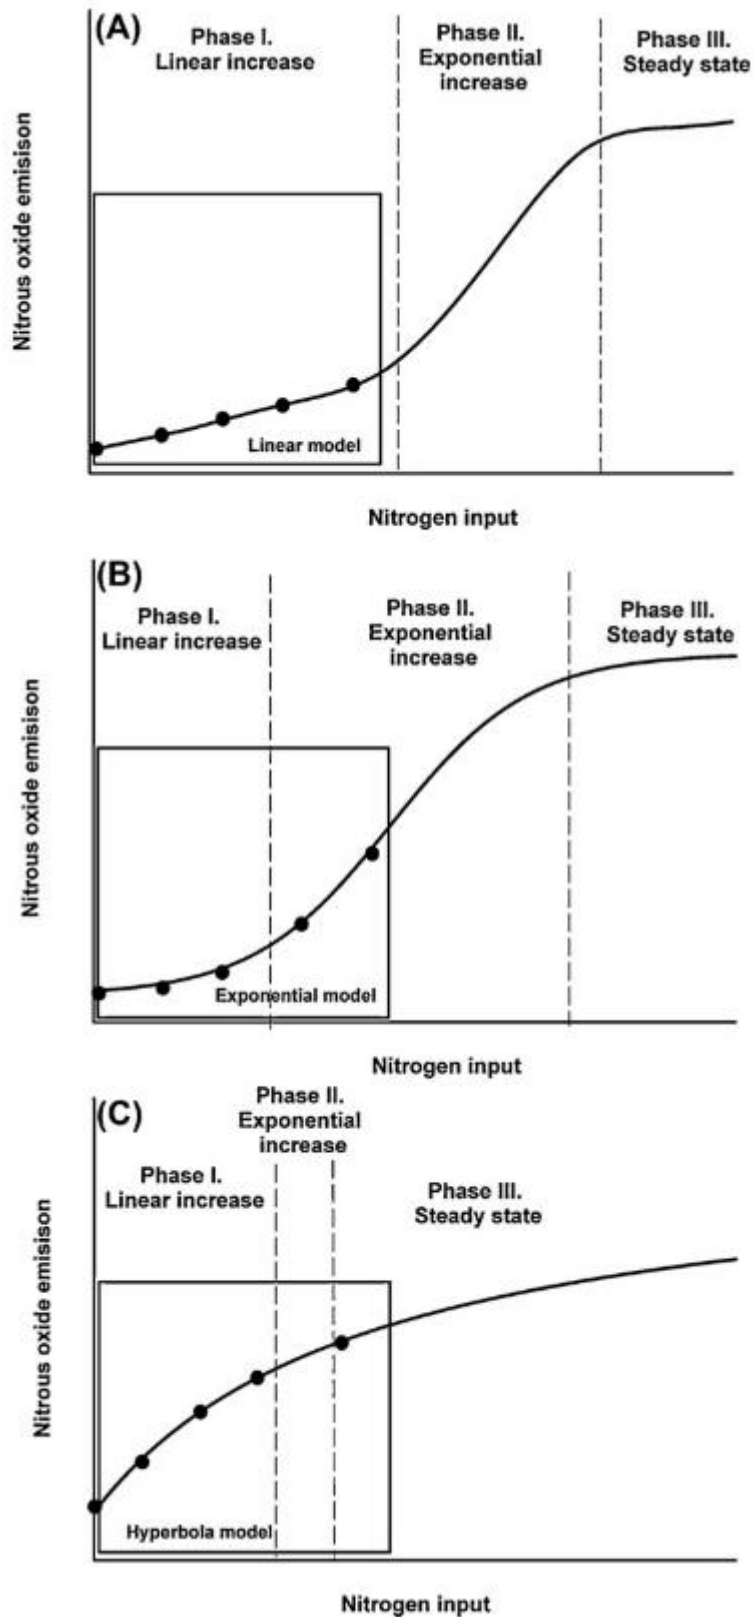 (A)
Phase I.
Linear increase
Phase II.
Exponential
increase
Phase III.
Steady state
Nitrous oxide emisison
Linear model
Nitrogen input
(B)
Phase I.
Linear increase
Phase II.
Exponential
increase
Phase III.
Steady state
Nitrous oxide emisison
Exponential model
Nitrogen input
(C)
Phase II.
Exponential
increase
Phase I.
Linear increase
Phase III.
Steady state
Nitrous oxide emisison
Hyperbola model
Nitrogen input